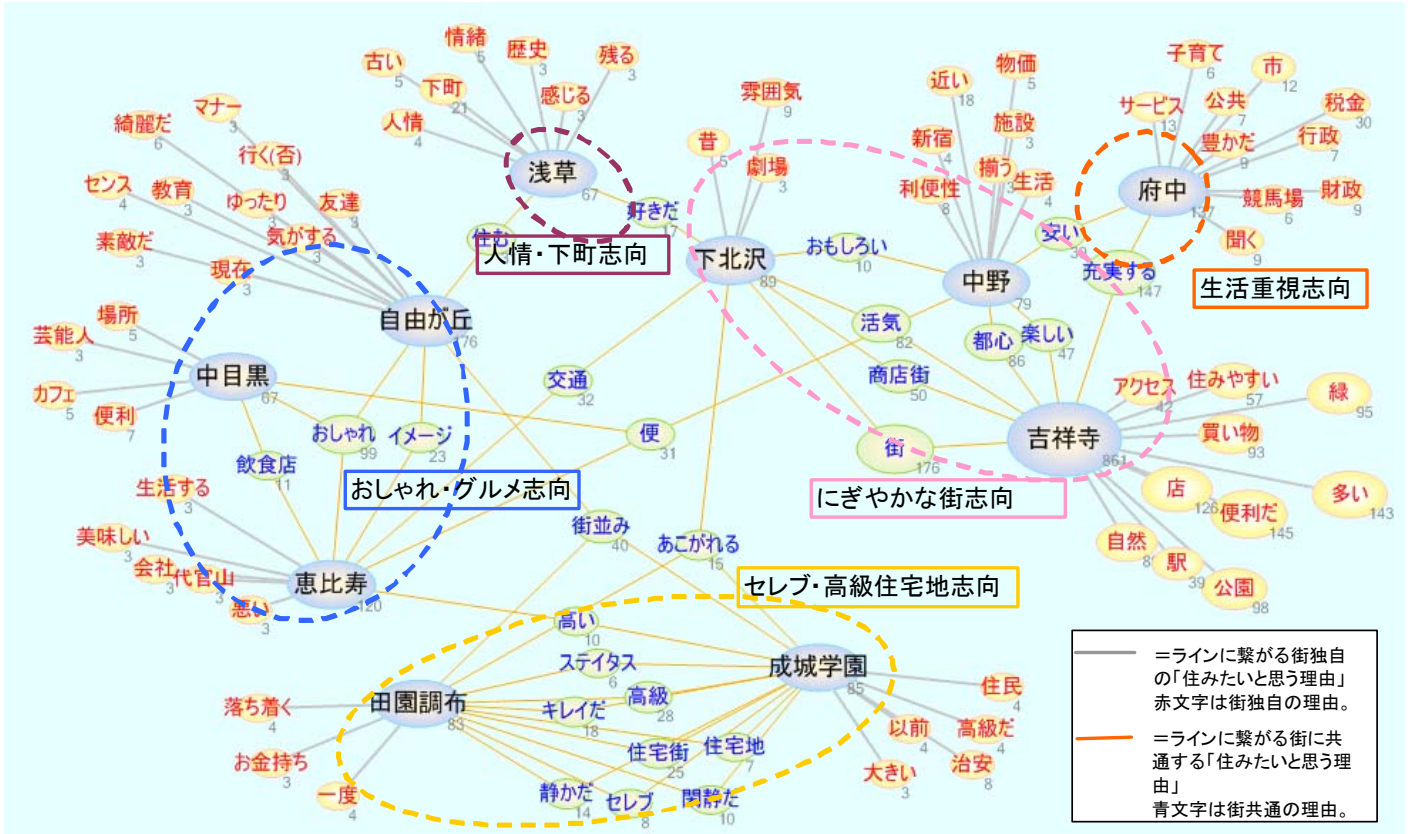 情緒
5
歴史
3
残る
3
古い
5
下町
21
感じる
3
人情
4
浅草
67
好きだ
17
住む
人情・下町志向
マナー
3
綺麗だ
6
行く(否)
3
センス
4
教育
3
ゆったり
3
友達
3
素敵だ
3
気がする
現在
3
自由が丘
176
雰囲気
9
昔
5
劇場
3
下北沢
89
おもしろい
10
近い
18
物価
5
新宿
4
施設
3
利便性
8
揃う
3
生活
4
中野
79
安い
子育て
6
市
12
サービス
13
公共
7
税金
30
豊かだ
9
行政
7
府中
137
競馬場
6
財政
9
聞く
9
充実する
147
生活重視志向
場所
5
芸能人
3
中目黒
67
カフェ
5
便利
7
おしゃれ
99
イメージ
23
飲食店
11
交通
32
便
31
活気
82
都心
86
楽しい
47
商店街
50
街
176
アクセス
42
住みやすい
57
緑
95
吉祥寺
861
買い物
93
店
126
便利だ
145
多い
143
自然
駅
39
公園
98
おしゃれ・グルメ志向
にぎやかな街志向
生活する
3
美味しい
3
会社
3
代官山
3
悪い
3
恵比寿
120
街並み
40
あこがれる
15
セレブ・高級住宅地志向
高い
10
ステイタス
6
高級
28
キレイだ
18
住宅街
25
住宅地
7
静かだ
14
セレブ
8
閑静だ
10
田園調布
83
落ち着く
4
お金持ち
3
一度
4
成城学園
85
住民
4
以前
4
高級だ
4
大きい
3
治安
8
=ラインに繋がる街独自
の「住みたいと思う理由」
赤文字は街独自の理由。
=ラインに繋がる街に共
通する「住みたいと思う理
由」
青文字は街共通の理由。